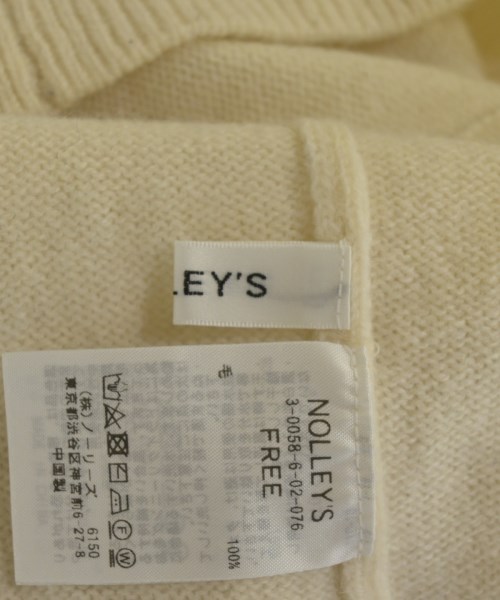 .EY'S
NOLLEY'S
3-0058-6-02-076
FREE
毛 100%
(株)ノーリーズ 6150
東京都渋谷区神宮前6 27-8
中国製